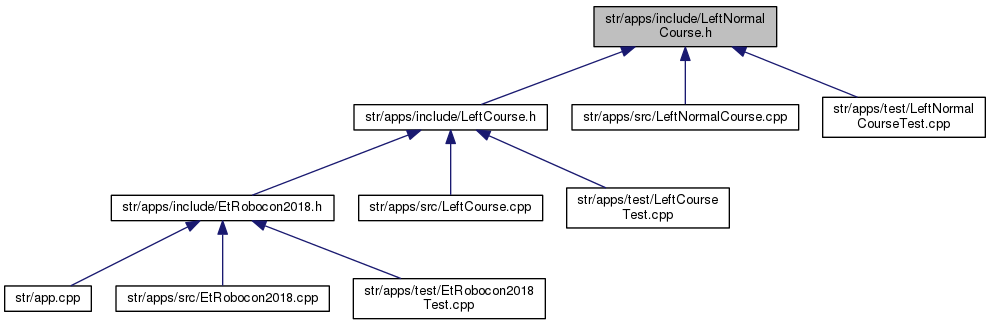 str/apps/include/LeftNormal
Course.h
str/apps/include/LeftCourse.h
str/apps/src/LeftNormalCourse.cpp
str/apps/test/LeftNormal
CourseTest.cpp
str/apps/include/EtRobocon2018.h
str/apps/src/LeftCourse.cpp
str/apps/test/LeftCourse
Test.cpp
str/app.cpp
str/apps/src/EtRobocon2018.cpp
str/apps/test/EtRobocon2018
Test.cpp